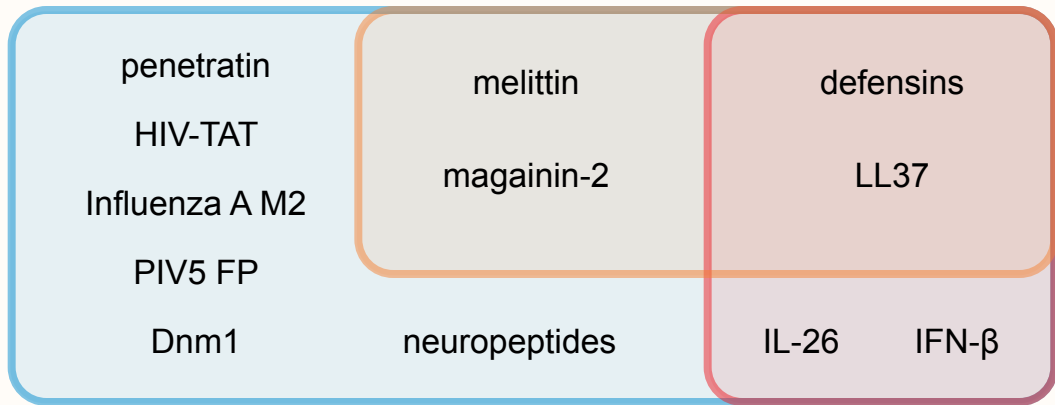 penetratin
HIV-TAT
Influenza A M2
PIV5 FP
Dnm1
melittin
magainin-2
neuropeptides
defensins
LL37
IL-26 IFN-β